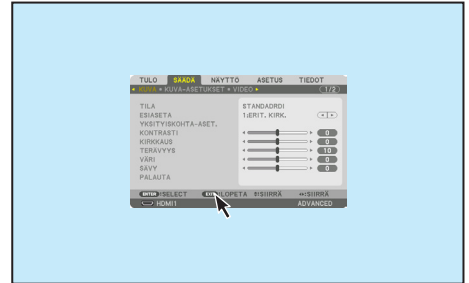 TULO SÄÄDÄ NÄYTTÖ ASETUS TIEDOT
KUVA • KUVA-ASETUKSET • VIDEO (1/2)
TILA STANDADRDI
ESIASETA 1:ERIT. KIRK.
YKSITYISKOHTA-ASET.
KONTRASTI 0
KIRKKAUS 0
TERÄVYYS 10
VÄRI 0
SÄVY 0
PALAUTA
ENTER :SELECT EXIT :LOPETA :SIIRRÄ :SIIRRÄ
HDMI1 ADVANCED